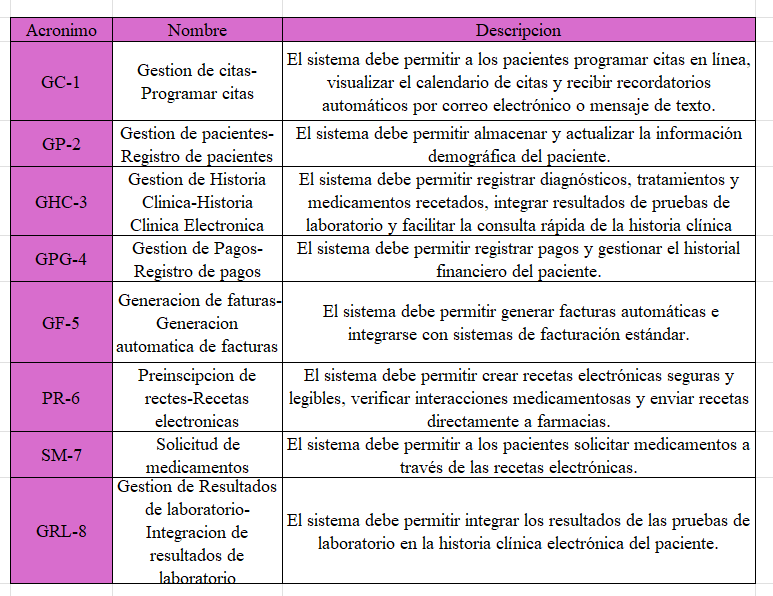 Acronimo Nombre Descripcion
GC-1
Gestion de citas-
Programar citas
El sistema debe permitir a los pacientes programar citas en línea,
visualizar el calendario de citas y recibir recordatorios
automáticos por correo electrónico o mensaje de texto.
GP-2
Gestion de pacientes-
Registro de pacientes
El sistema debe permitir almacenar y actualizar la información
demográfica del paciente.
GHC-3
Gestion de Historia
Clinica-Historia
Clinica Electronica
El sistema debe permitir registrar diagnósticos, tratamientos y
medicamentos recetados, integrar resultados de pruebas de
laboratorio y facilitar la consulta rápida de la historia clínica
GPG-4
Gestion de Pagos-
Registro de pagos
El sistema debe permitir registrar pagos y gestionar el historial
financiero del paciente.
GF-5
Generacion de faturas-
Generacion
automatica de facturas
El sistema debe permitir generar facturas automáticas e
integrarse con sistemas de facturación estándar.
PR-6
Preinscipcion de
rectes-Recetas
electronicas
El sistema debe permitir crear recetas electrónicas seguras y
legibles, verificar interacciones medicamentosas y enviar recetas
directamente a farmacias.
SM-7
Solicitud de
medicamentos
El sistema debe permitir a los pacientes solicitar medicamentos a
través de las recetas electrónicas.
GRL-8
Gestion de Resultados
de laboratorio-
Integracion de
resultados de
laboratorio
El sistema debe permitir integrar los resultados de las pruebas de
laboratorio en la historia clínica electrónica del paciente.